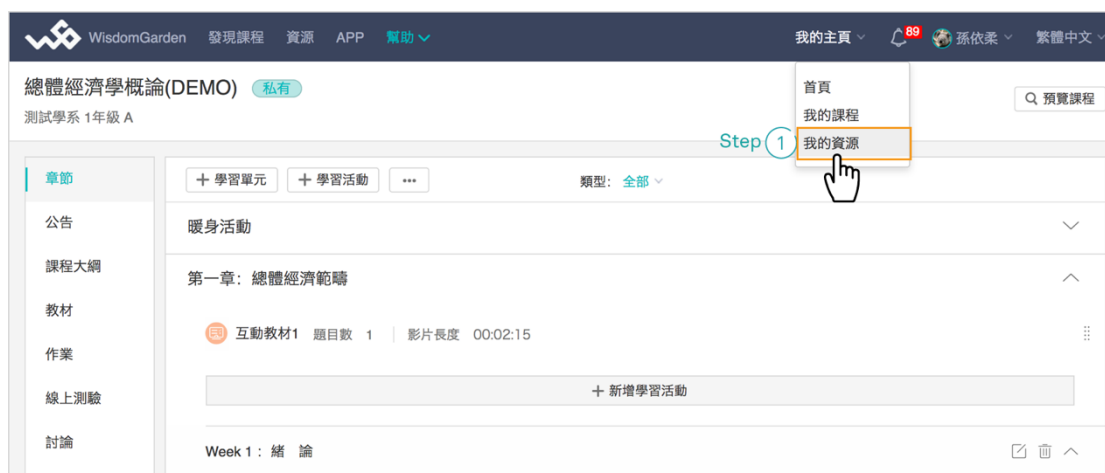 WisdomGarden 發現課程 資源 APP 幫助 我的主頁 89 孫依柔 繁體中文
總體經濟學概論(DEMO) 私有
測試學系 1年級 A
首頁
我的課程
我的資源
預覽課程
Step 1
章節
公告
課程大綱
教材
作業
線上測驗
討論
+ 學習單元 + 學習活動 ••• 類型: 全部
暖身活動
第一章: 總體經濟範疇
互動教材1 題目數 1 影片長度 00:02:15
+ 新增學習活動
Week 1: 緒 論